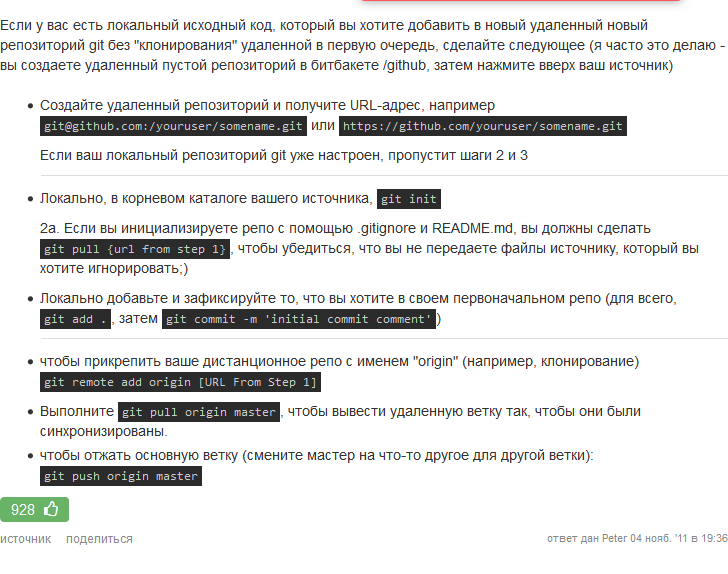 Если у вас есть локальный исходный код, который вы хотите добавить в новый удаленный новый
репозиторий git без "клонирования" удаленной в первую очередь, сделайте следующее (я часто это делаю -
вы создаете удаленный пустой репозиторий в битбакете /github, затем нажмите вверх ваш источник)
• Создайте удаленный репозиторий и получите URL-адрес, например
git@github.com:/youruser/somename.git или https://github.com/youruser/somename.git
Если ваш локальный репозиторий git уже настроен, пропустит шаги 2 и 3
• Локально, в корневом каталоге вашего источника, git init
2a. Если вы инициализируете репо с помощью .gitignore и README.md, вы должны сделать
git pull {url from step 1}, чтобы убедиться, что вы не передаете файлы источнику, который вы
хотите игнорировать;)
• Локально добавьте и зафиксируйте то, что вы хотите в своем первоначальном репо (для всего,
git add ., затем git commit -m 'initial commit comment')
• чтобы прикрепить ваше дистанционное репо с именем "origin" (например, клонирование)
git remote add origin [URL From Step 1]
• Выполните git pull origin master, чтобы вывести удаленную ветку так, чтобы они были
синхронизированы.
• чтобы отжать основную ветку (смените мастер на что-то другое для другой ветки):
git push origin master
928
источник поделиться ответ дан Peter 04 нояб. '11 в 19:36